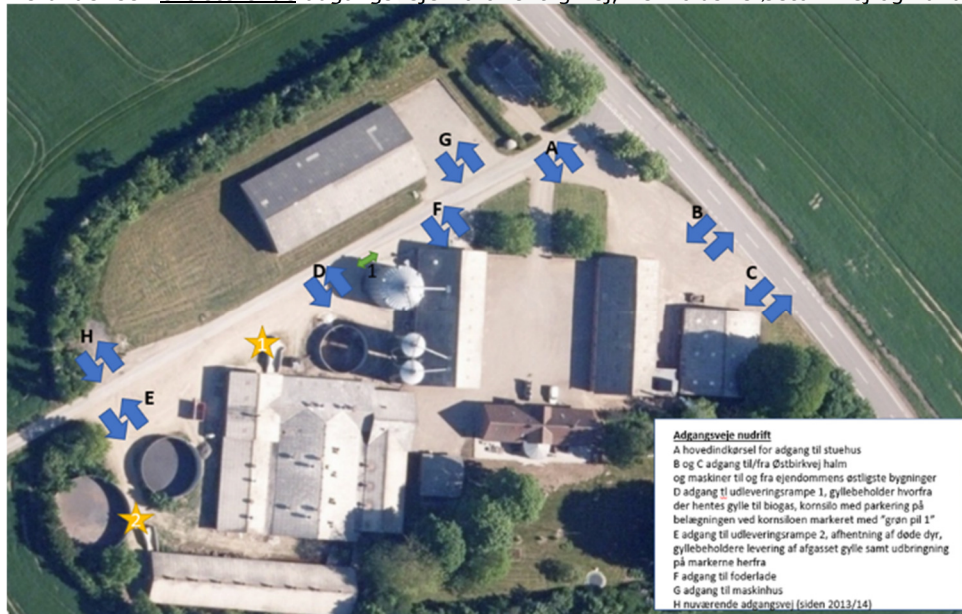 G
A
F
B
D
1
C
H
1
E
2
Adgangsveje nudrift
A hovedindkørsel for adgang til stuehus
B og C adgang til/fra Østbirkvej halm
og maskiner til og fra ejendommens østligste bygninger
D adgang tl udleveringsrampe 1, gyllebeholder hvorfra
der hentes gylle til biogas, kornsilo med parkering på
belægningen ved kornsiloen markeret med "grøn pil 1"
E adgang til udleveringsrampe 2, afhentning af døde dyr,
gyllebeholdere levering af afgasset gylle samt udbringning
på markerne herfra
F adgang til foderlade
G adgang til maskinhus
H nuværende adgangsvej (siden 2013/14)